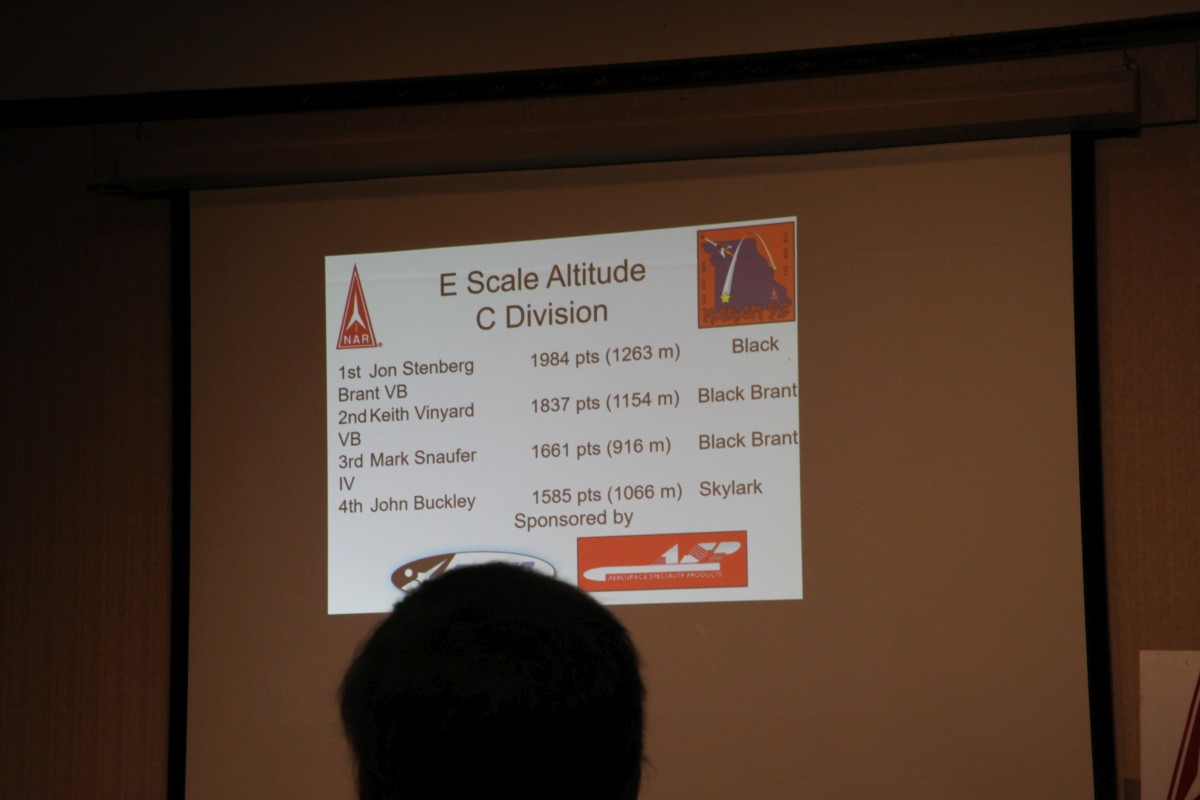 E Scale Altitude
C Division
NAR
1st Jon Stenberg 1984 pts (1263 m) Black
Brant VB
2nd Keith Vinyard 1837 pts (1154 m) Black Brant
VB
3rd Mark Snaufer 1661 pts (916 m) Black Brant
IV
4th John Buckley 1585 pts (1066 m) Skylark
Sponsored by
ASP
AEROSPACE SPECIALTY PRODUCTS